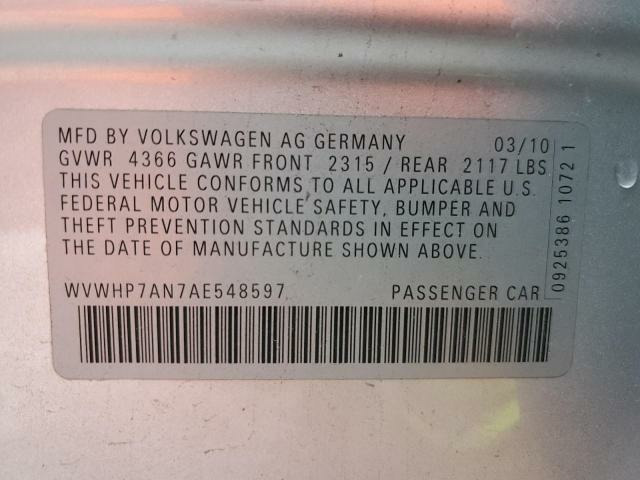 MFD BY VOLKSWAGEN AG GERMANY 03/10
GVWR 4366 GAWR FRONT 2315 / REAR 2117 LBS
THIS VEHICLE CONFORMS TO ALL APPLICABLE U.S.
FEDERAL MOTOR VEHICLE SAFETY, BUMPER AND
THEFT PREVENTION STANDARDS IN EFFECT ON
THE DATE OF MANUFACTURE SHOWN ABOVE.
WVWHP7AN7AE548597 PASSENGER CAR
0925386 1072 1